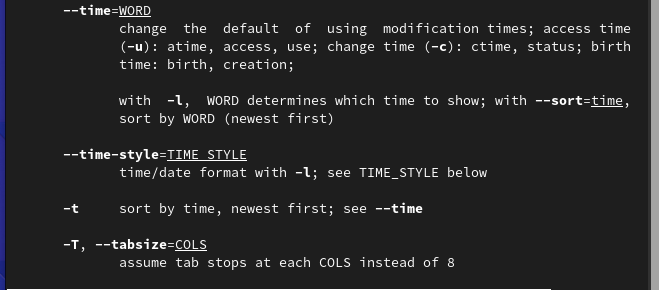 --time=WORD
change the default of using modification times; access time
(-u): atime, access, use; change time (-c): ctime, status; birth
time: birth, creation;
with -l, WORD determines which time to show; with --sort=time,
sort by WORD (newest first)
--time-style=TIME_STYLE
time/date format with -l; see TIME_STYLE below
-t sort by time, newest first; see --time
-T, --tabsize=COLS
assume tab stops at each COLS instead of 8